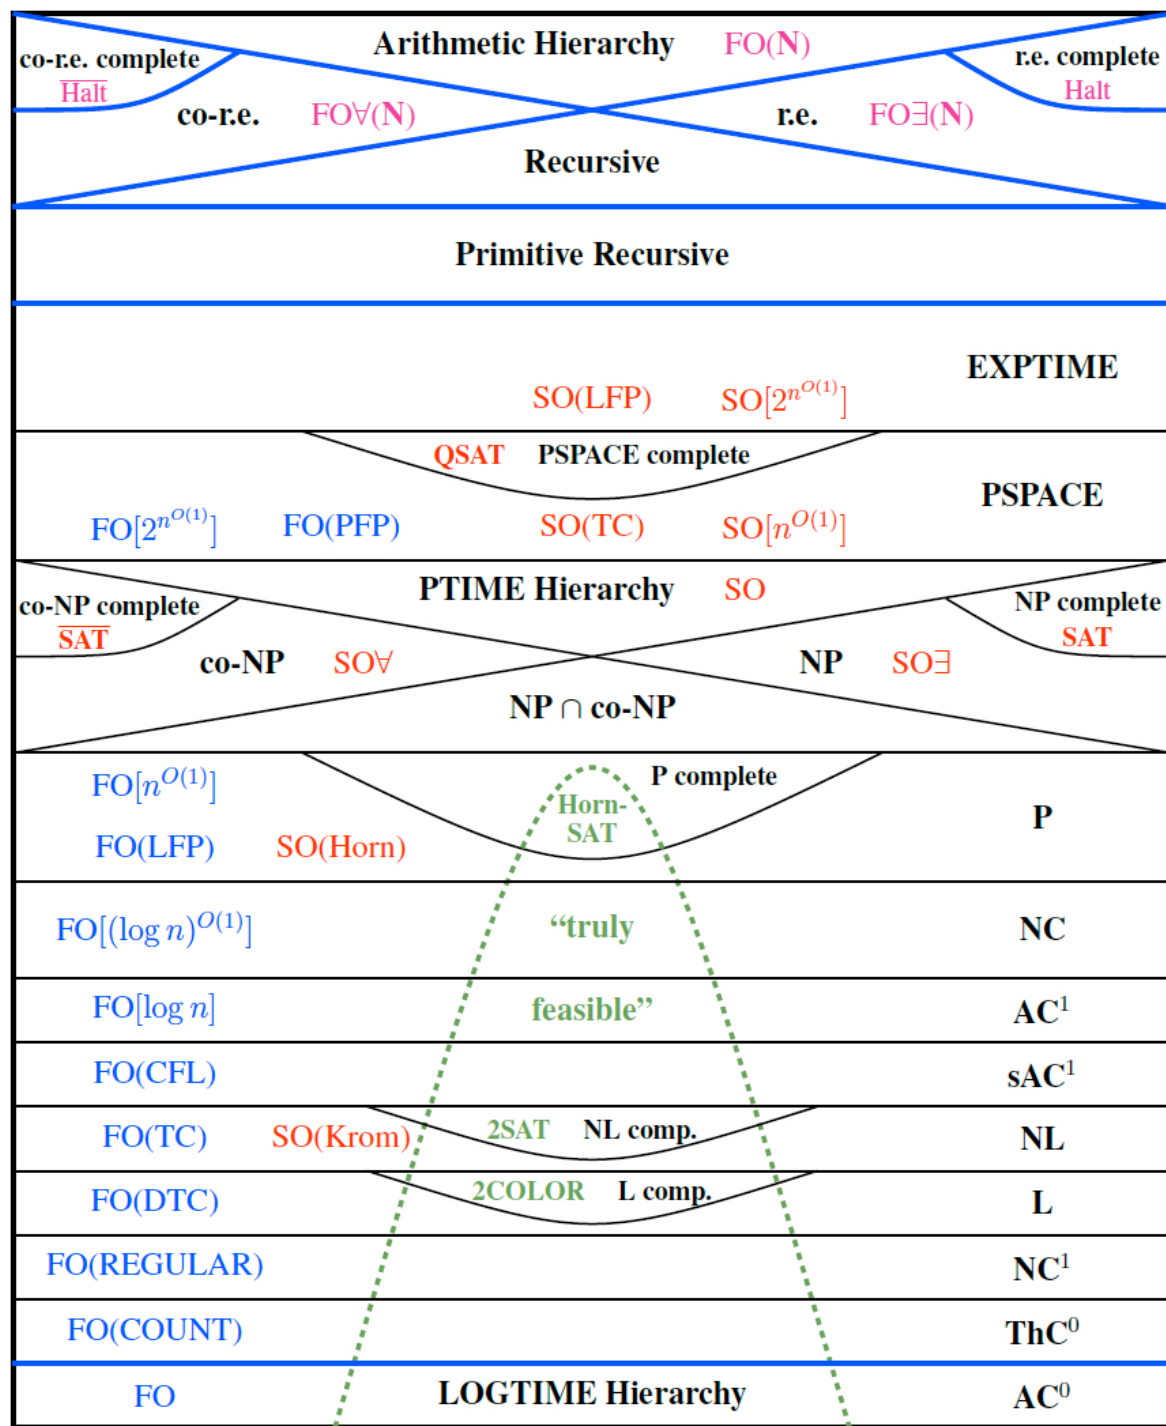 Arithmetic Hierarchy FO(N)
co-r.e. complete
r.e. complete
H̅a̅l̅t̅
Halt
co-r.e. FO∀(N)
r.e. FO∃(N)
Recursive
Primitive Recursive
EXPTIME
SO(LFP) SO[2^{n^{O(1)}}]
QSAT PSPACE complete
PSPACE
FO[2^{n^{O(1)}}] FO(PFP) SO(TC) SO[n^{O(1)}]
PTIME Hierarchy SO
co-NP complete
NP complete
S̅A̅T̅
SAT
co-NP SO∀
NP SO∃
NP ∩ co-NP
FO[n^{O(1)}]
P complete
Horn-
SAT
P
FO(LFP) SO(Horn)
FO[(log n)^{O(1)}] “truly NC
FO[log n] feasible” AC¹
FO(CFL) sAC¹
FO(TC) SO(Krom) 2SAT NL comp. NL
FO(DTC) 2COLOR L comp. L
FO(REGULAR) NC¹
FO(COUNT) ThC⁰
FO LOGTIME Hierarchy AC⁰